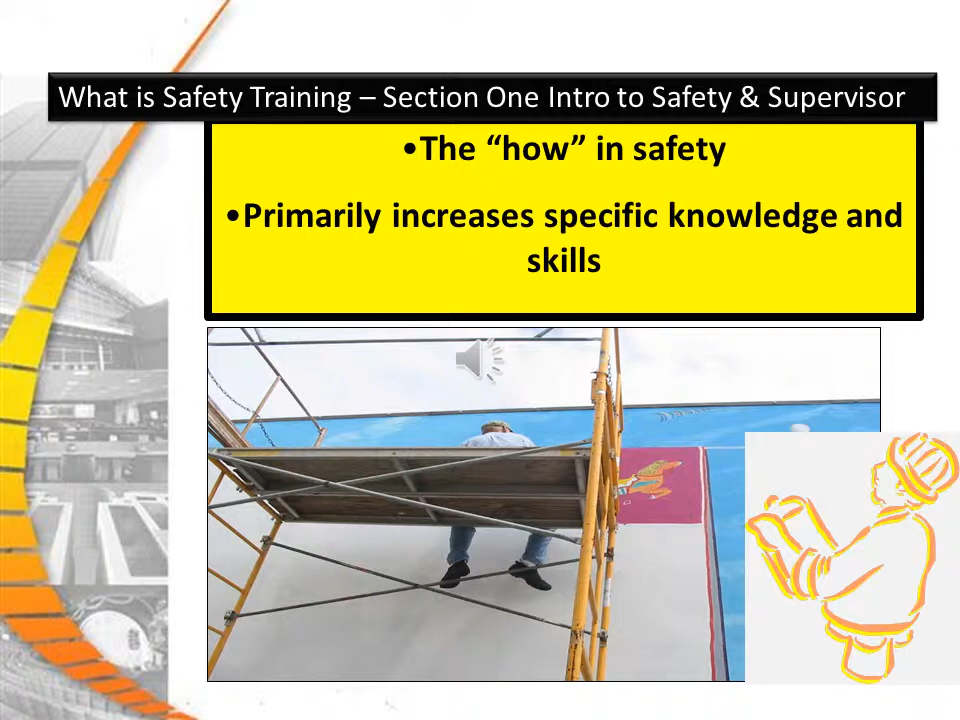 What is Safety Training – Section One Intro to Safety & Supervisor
•The “how” in safety
•Primarily increases specific knowledge and
skills